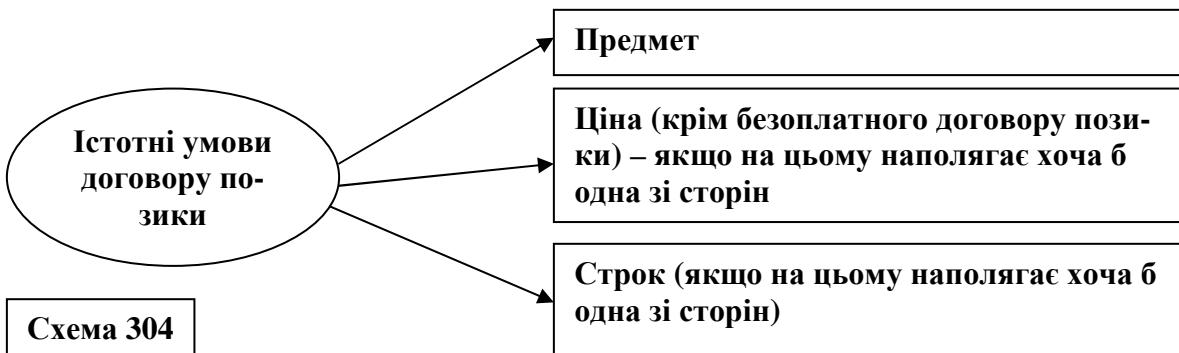 Предмет
Істотні умови
договору по-
зики
Ціна (крім безоплатного договору пози-
ки) – якщо на цьому наполягає хоча б
одна зі сторін
Строк (якщо на цьому наполягає хоча б
одна зі сторін)
Схема 304